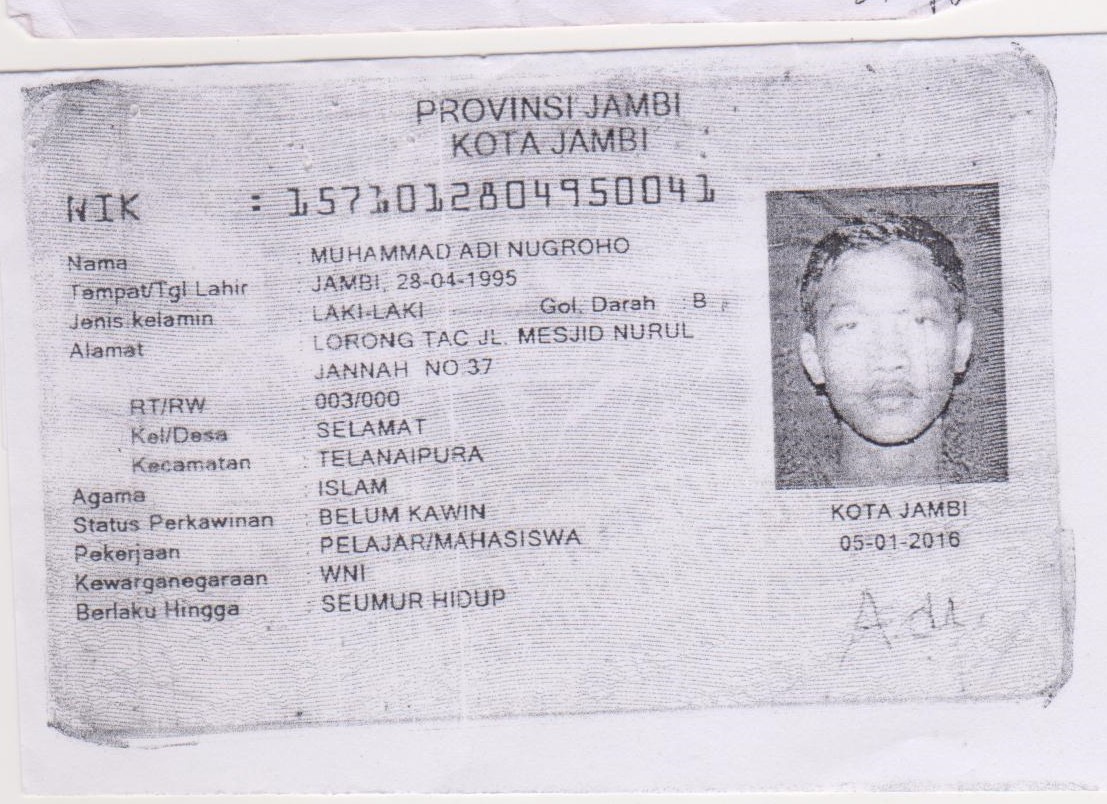 PROVINSI JAMBI
KOTA JAMBI
NIK : 1571012804950041
Nama : MUHAMMAD ADI NUGROHO
Tempat/Tgl Lahir : JAMBI, 28-04-1995
Jenis kelamin : LAKI-LAKI Gol. Darah : B
Alamat : LORONG TAC JL. MESJID NURUL
JANNAH NO 37
RT/RW : 003/000
Kel/Desa : SELAMAT
Kecamatan : TELANAIPURA
Agama : ISLAM
Status Perkawinan : BELUM KAWIN
Pekerjaan : PELAJAR/MAHASISWA
Kewarganegaraan : WNI
Berlaku Hingga : SEUMUR HIDUP
KOTA JAMBI
05-01-2016
Adi